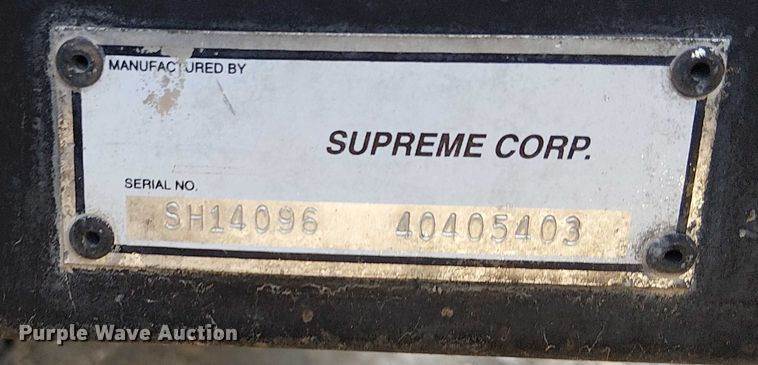 MANUFACTURED BY
SUPREME CORP.
SERIAL NO.
SH14096 40405403
Purple Wave Auction